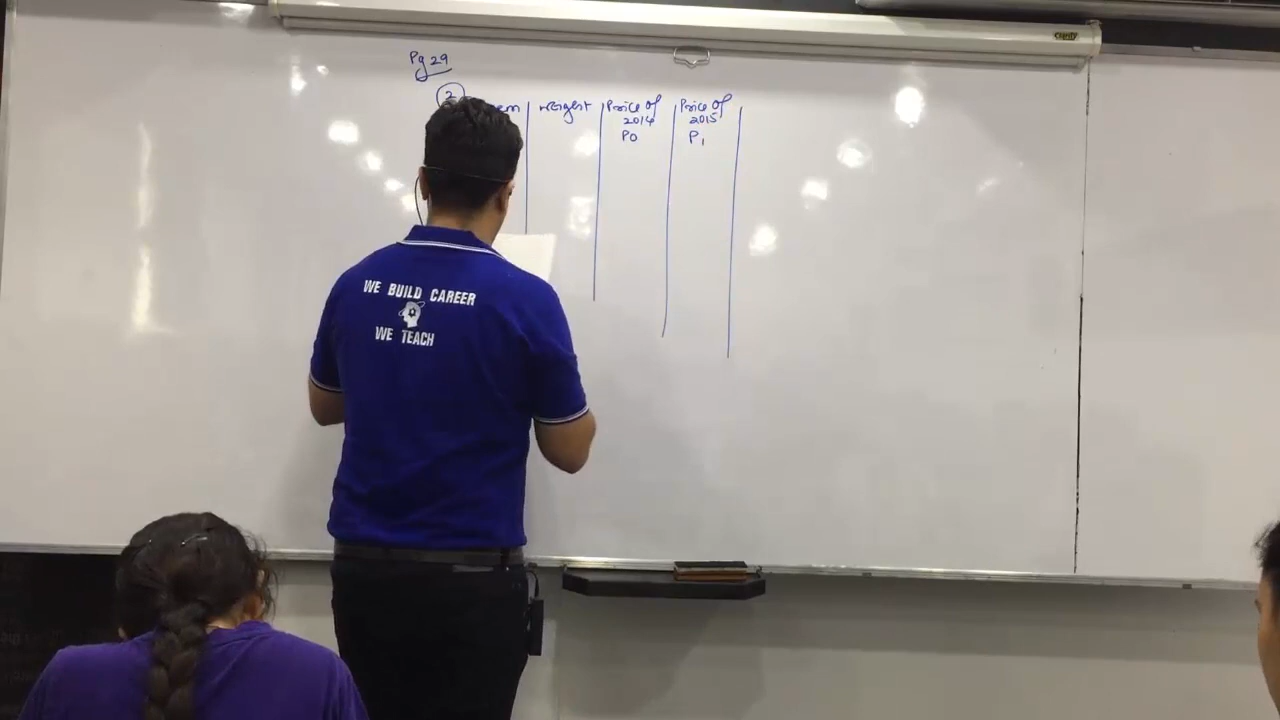 Pg 29
2
weight Price of Price of
2014 2015
P0 P1
WE BUILD CAREER
WE TEACH